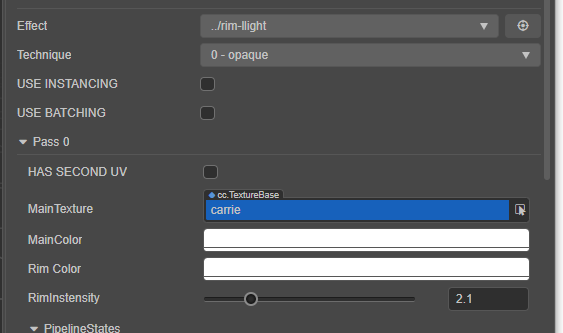 Effect
../rim-llight
Technique
0 - opaque
USE INSTANCING
USE BATCHING
Pass 0
HAS SECOND UV
cc.TextureBase
MainTexture
carrie
MainColor
Rim Color
RimInstensity
2.1
PipelineStates